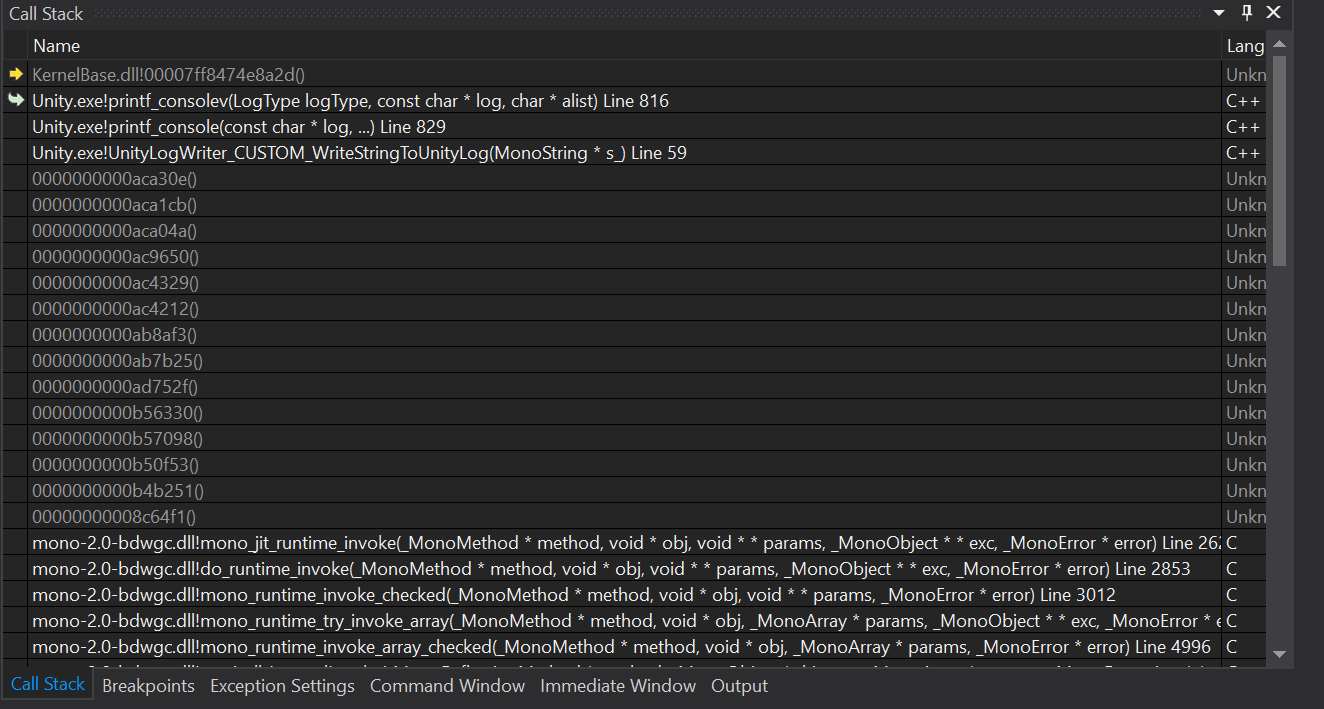 Call Stack
Name Lang
KernelBase.dll!00007ff8474e8a2d() Unkn
Unity.exe!printf_consolev(LogType logType, const char * log, char * alist) Line 816 C++
Unity.exe!printf_console(const char * log, ...) Line 829 C++
Unity.exe!UnityLogWriter_CUSTOM_WriteStringToUnityLog(MonoString * s_) Line 59 C++
0000000000aca30e() Unkn
0000000000aca1cb() Unkn
0000000000aca04a() Unkn
0000000000ac9650() Unkn
0000000000ac4329() Unkn
0000000000ac4212() Unkn
0000000000ab8af3() Unkn
0000000000ab7b25() Unkn
0000000000ad752f() Unkn
0000000000b56330() Unkn
0000000000b57098() Unkn
0000000000b50f53() Unkn
0000000000b4b251() Unkn
00000000008c64f1() Unkn
mono-2.0-bdwgc.dll!mono_jit_runtime_invoke(_MonoMethod * method, void * obj, void * * params, _MonoObject * * exc, _MonoError * error) Line 262 C
mono-2.0-bdwgc.dll!do_runtime_invoke(_MonoMethod * method, void * obj, void * * params, _MonoObject * * exc, _MonoError * error) Line 2853 C
mono-2.0-bdwgc.dll!mono_runtime_invoke_checked(_MonoMethod * method, void * obj, void * * params, _MonoError * error) Line 3012 C
mono-2.0-bdwgc.dll!mono_runtime_try_invoke_array(_MonoMethod * method, void * obj, _MonoArray * params, _MonoObject * * exc, _MonoError * e C
mono-2.0-bdwgc.dll!mono_runtime_invoke_array_checked(_MonoMethod * method, void * obj, _MonoArray * params, _MonoError * error) Line 4996 C
Call Stack Breakpoints Exception Settings Command Window Immediate Window Output